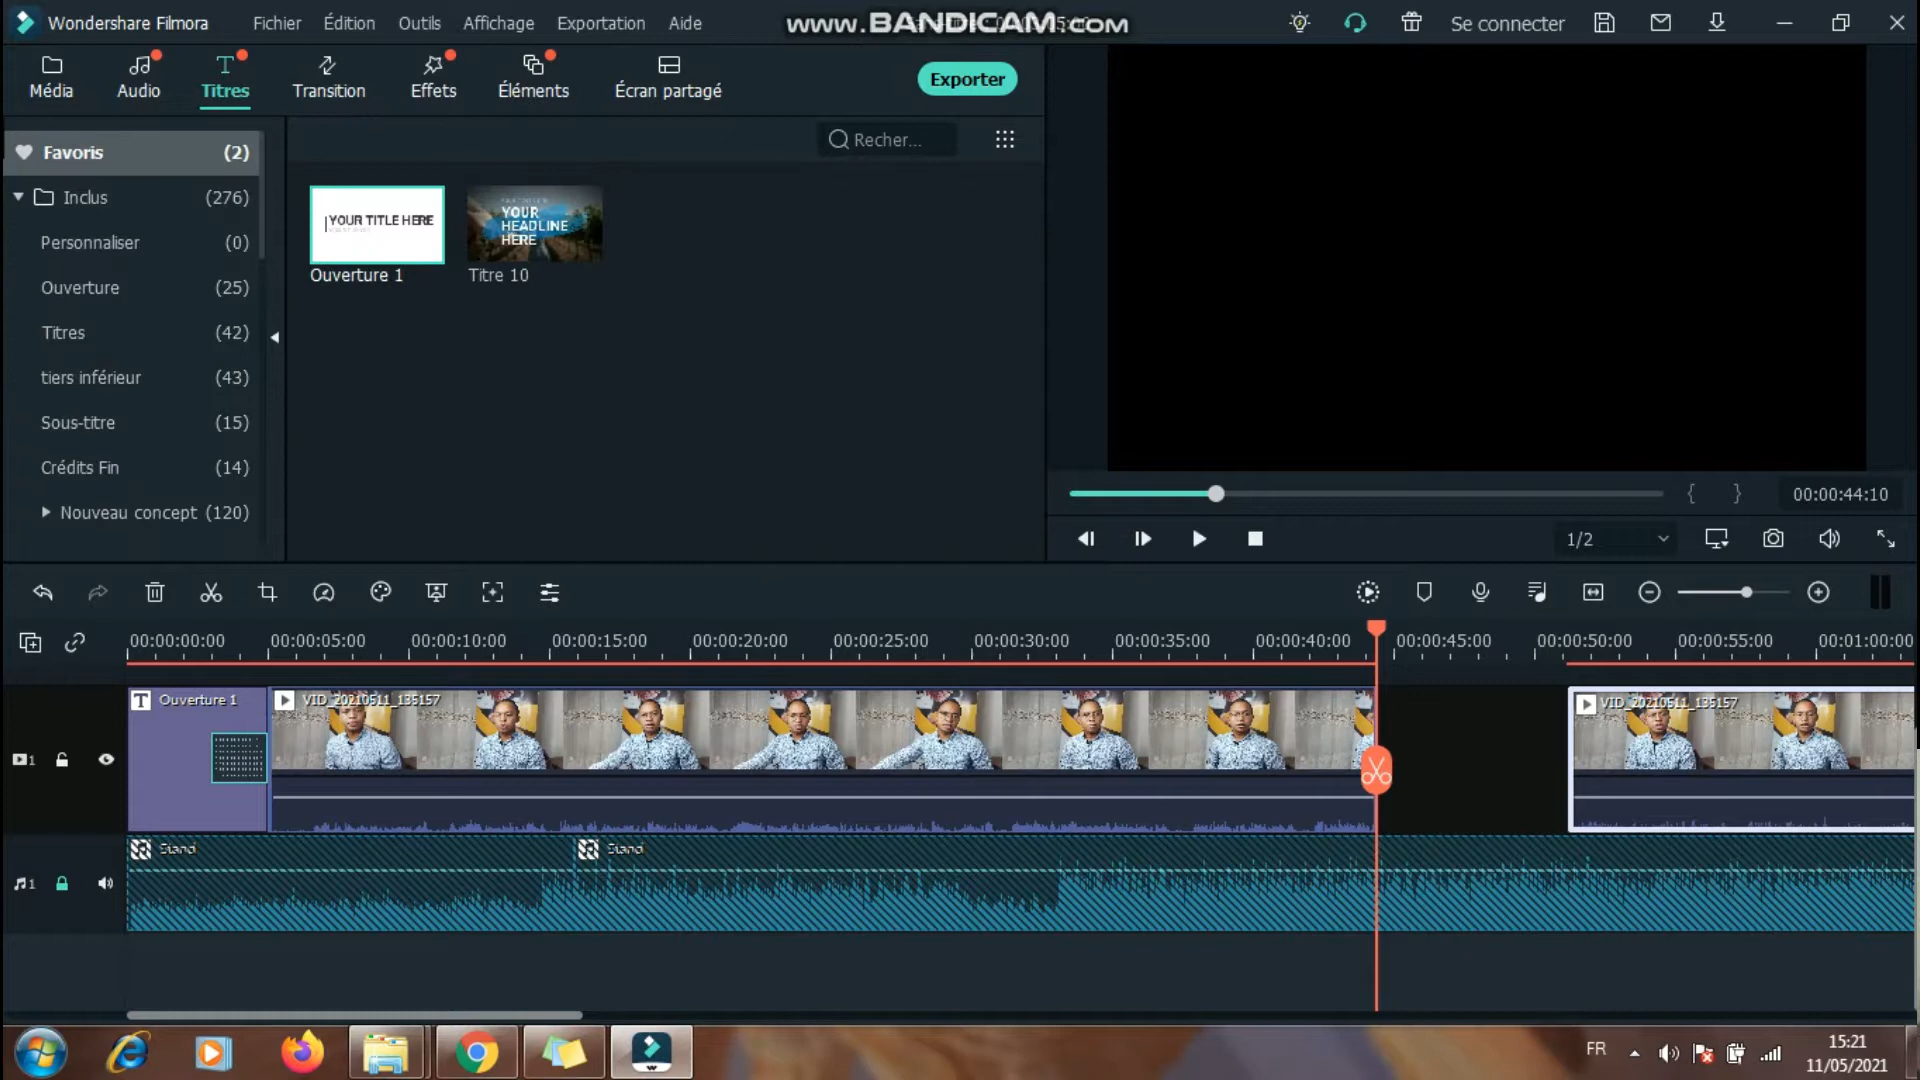 Wondershare Filmora
Fichier
Édition
Outils
Affichage
Exportation
Aide
www.BANDICAM.com
Se connecter
Média
Audio
Titres
Transition
Effets
Éléments
Écran partagé
Exporter
Favoris (2)
Recher...
Inclus (276)
Personnaliser (0)
Ouverture (25)
Titres (42)
tiers inférieur (43)
Sous-titre (15)
Crédits Fin (14)
Nouveau concept (120)
YOUR TITLE HERE
Ouverture 1
YOUR
HEADLINE
HERE
Titre 10
{ } 00:00:44:10
1/2
00:00:00:00 00:00:05:00 00:00:10:00 00:00:15:00 00:00:20:00 00:00:25:00 00:00:30:00 00:00:35:00 00:00:40:00 00:00:45:00 00:00:50:00 00:00:55:00 00:01:00:00
T Ouverture 1
VID_20210511_135157
VID_20210511_135157
1
Stand
Stand
1
FR
15:21
11/05/2021